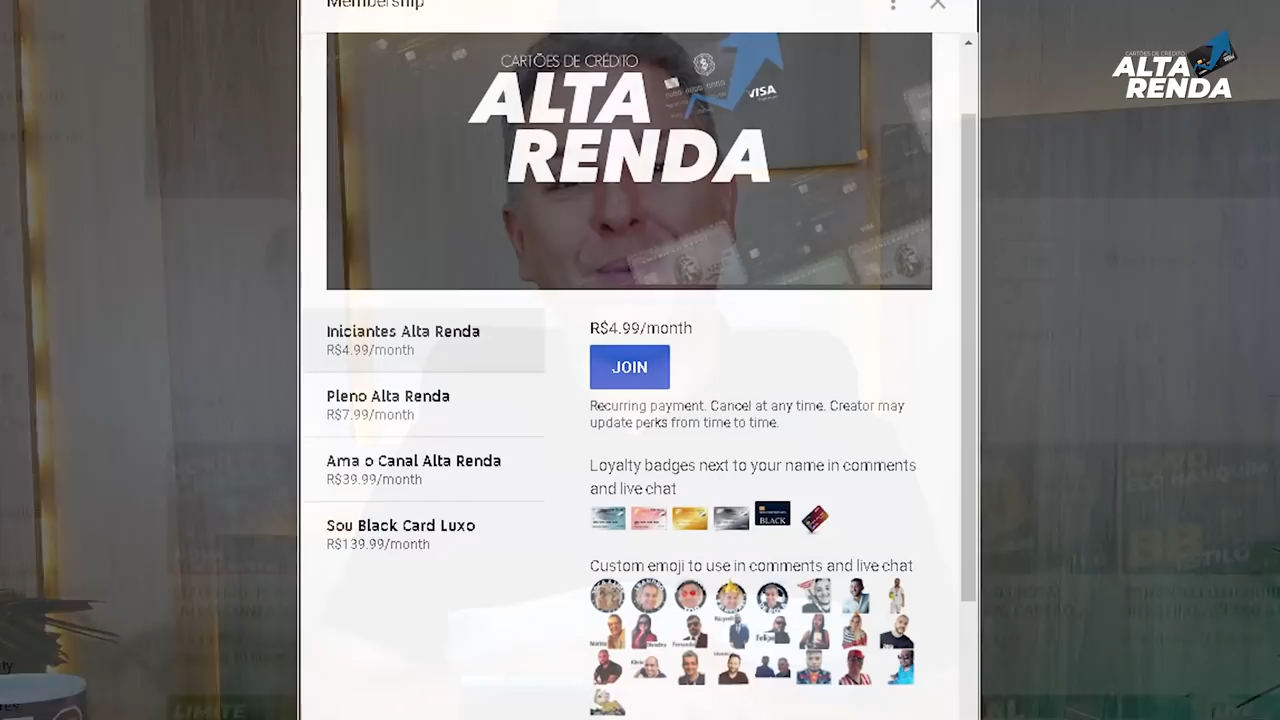 Membership
CARTÕES DE CRÉDITO
ALTA
RENDA
VISA
CARTÕES DE CRÉDITO
ALTA
RENDA
Iniciantes Alta Renda
R$4.99/month
Pleno Alta Renda
R$7.99/month
Ama o Canal Alta Renda
R$39.99/month
Sou Black Card Luxo
R$139.99/month
R$4.99/month
JOIN
Recurring payment. Cancel at any time. Creator may
update perks from time to time.
Loyalty badges next to your name in comments
and live chat
BLACK
Custom emoji to use in comments and live chat
Felipe
LIMITE